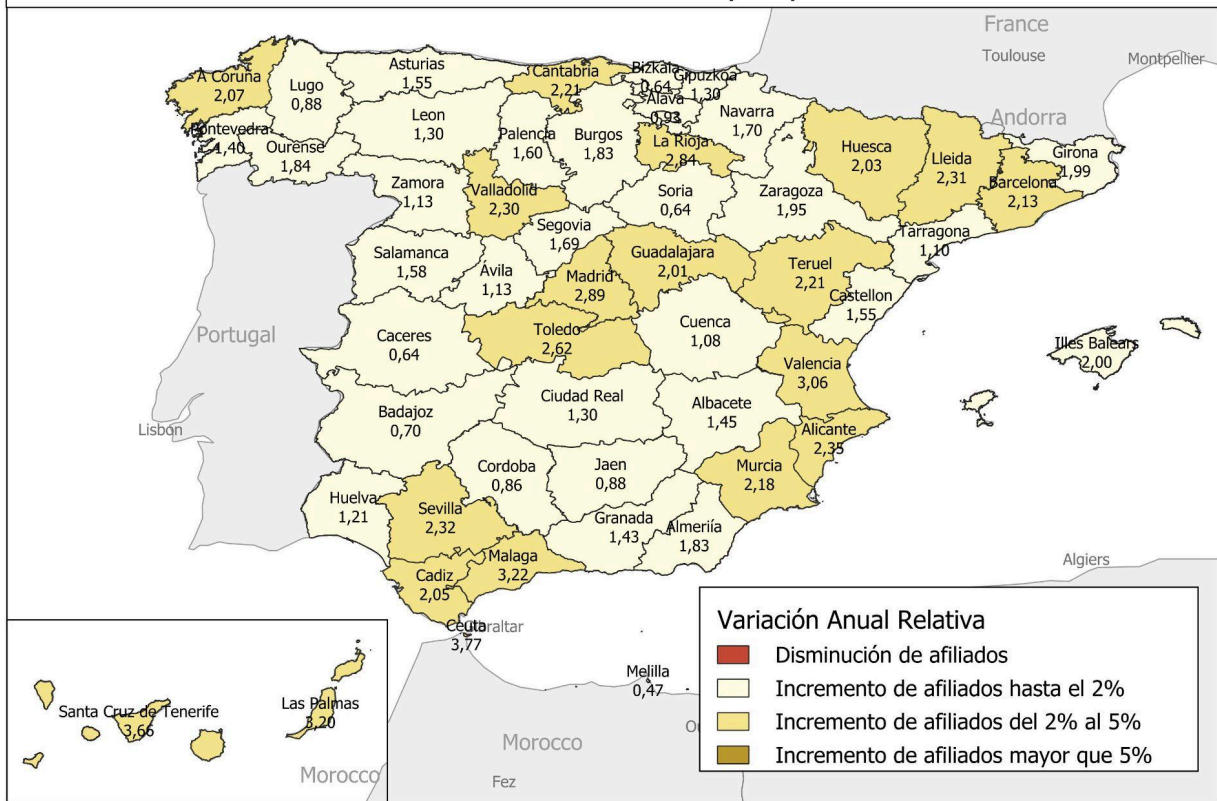 France
Toulouse
Montpellier
Andorra
A Coruña
2,07
Lugo
0,88
Asturias
1,55
Cantabria
2,21
Bizkaia
0,64
Gipuzkoa
1,30
Alava
0,93
Navarra
1,70
Pontevedra
1,40
Ourense
1,84
Leon
1,30
Palencia
1,60
Burgos
1,83
La Rioja
2,84
Huesca
2,03
Lleida
2,31
Girona
1,99
Barcelona
2,13
Zamora
1,13
Valladolid
2,30
Soria
0,64
Zaragoza
1,95
Segovia
1,69
Tarragona
1,10
Salamanca
1,58
Ávila
1,13
Madrid
2,89
Guadalajara
2,01
Teruel
2,21
Castellon
1,55
Portugal
Caceres
0,64
Toledo
2,62
Cuenca
1,08
Valencia
3,06
Illes Balears
2,00
Lisbon
Badajoz
0,70
Ciudad Real
1,30
Albacete
1,45
Alicante
2,35
Cordoba
0,86
Jaen
0,88
Murcia
2,18
Huelva
1,21
Sevilla
2,32
Granada
1,43
Almeriía
1,83
Cadiz
2,05
Malaga
3,22
Algiers
Ceuta
3,77
Gibraltar
Melilla
0,47
Morocco
Fez
Santa Cruz de Tenerife
3,66
Las Palmas
3,20
Morocco
Variación Anual Relativa
Disminución de afiliados
Incremento de afiliados hasta el 2%
Incremento de afiliados del 2% al 5%
Incremento de afiliados mayor que 5%